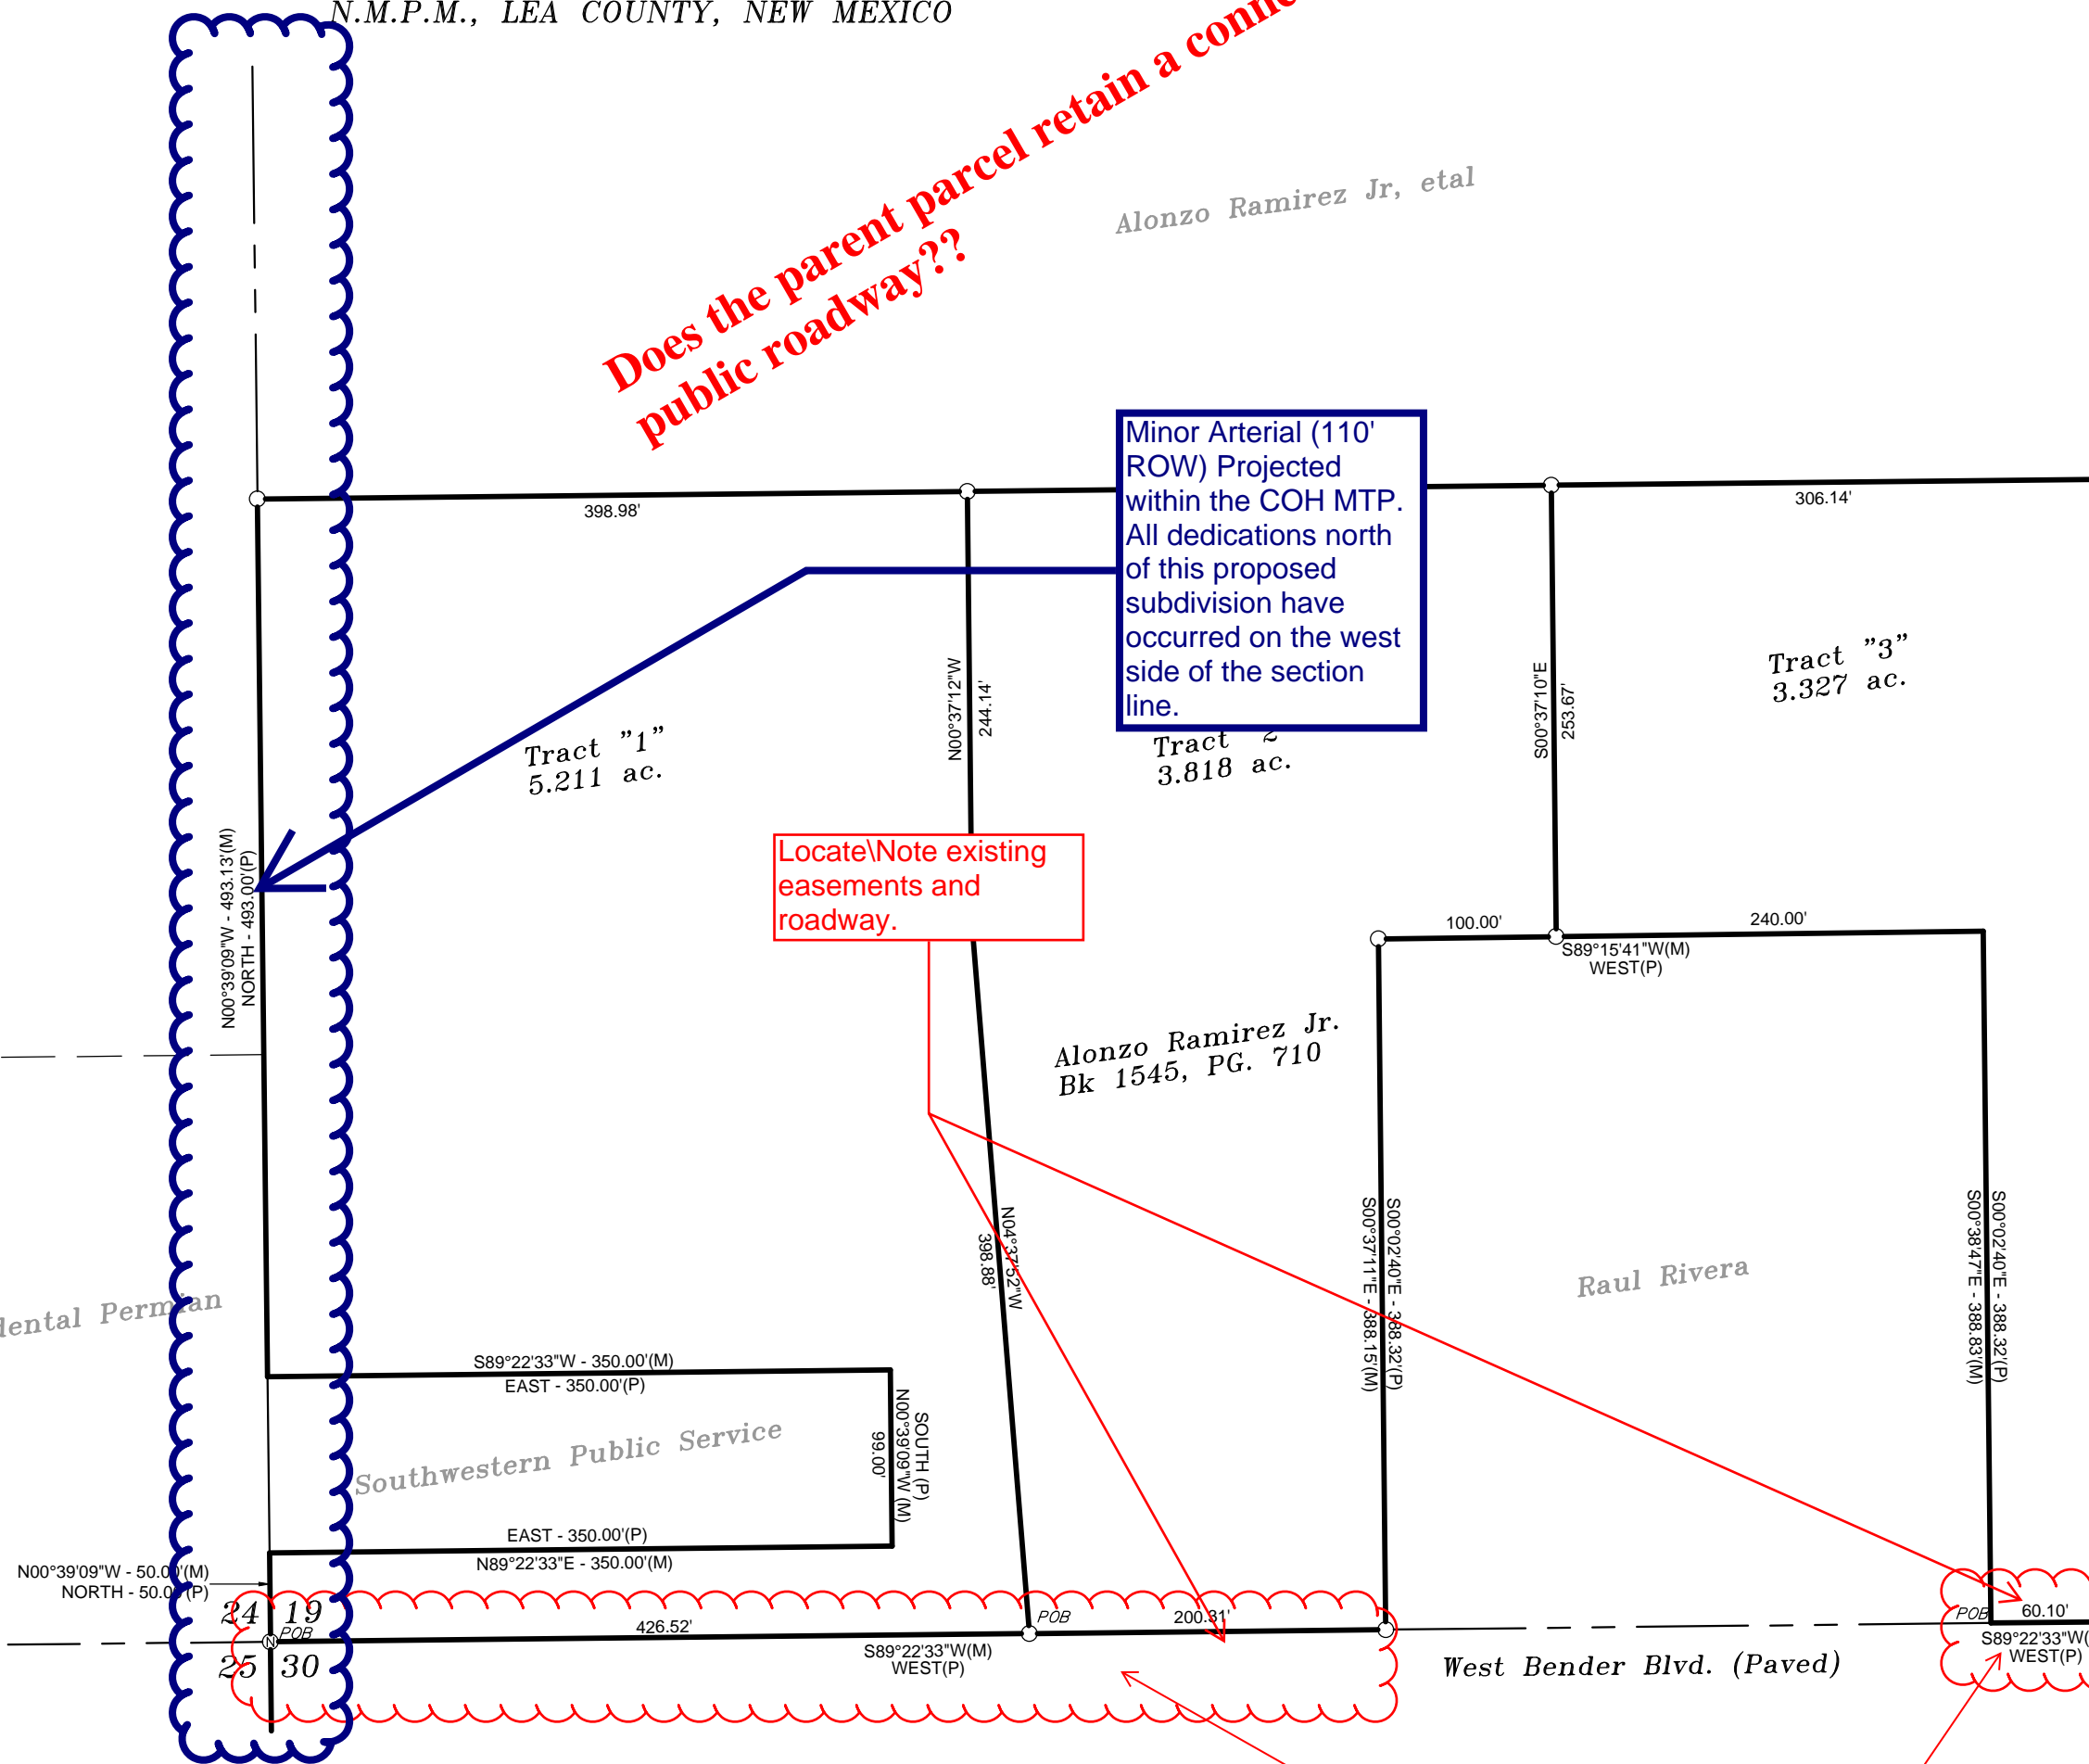 N.M.P.M., LEA COUNTY, NEW MEXICO
Does the parent parcel retain a
public roadway??
Alonzo Ramirez Jr, etal
Minor Arterial (110'
ROW) Projected
within the COH MTP.
All dedications north
of this proposed
subdivision have
occurred on the west
side of the section
line.
398.98'
306.14'
N00°37'12"W
244.14'
S00°37'10"E
253.67'
Tract "3"
3.327 ac.
Tract "1"
5.211 ac.
Tract 2
3.818 ac.
N00°39'09"W - 493.13'(M)
NORTH - 493.00'(P)
Locate\Note existing
easements and
roadway.
100.00'
240.00'
S89°15'41"W(M)
WEST(P)
Alonzo Ramirez Jr.
Bk 1545, PG. 710
N04°37'52"W
398.88'
S00°02'40"E - 388.32'(P)
S00°37'11"E - 388.15'(M)
S00°02'40"E - 388.32'(P)
S00°38'47"E - 388.83'(M)
Raul Rivera
dental Permian
S89°22'33"W - 350.00'(M)
EAST - 350.00'(P)
SOUTH (P)
N00°39'09"W (M)
99.00'
Southwestern Public Service
EAST - 350.00'(P)
N89°22'33"E - 350.00'(M)
N00°39'09"W - 50.00'(M)
NORTH - 50.00'(P)
24 19
POB
N
25 30
426.52'
POB
200.31'
S89°22'33"W(M)
WEST(P)
West Bender Blvd. (Paved)
POB
60.10'
S89°22'33"W(
WEST(P)